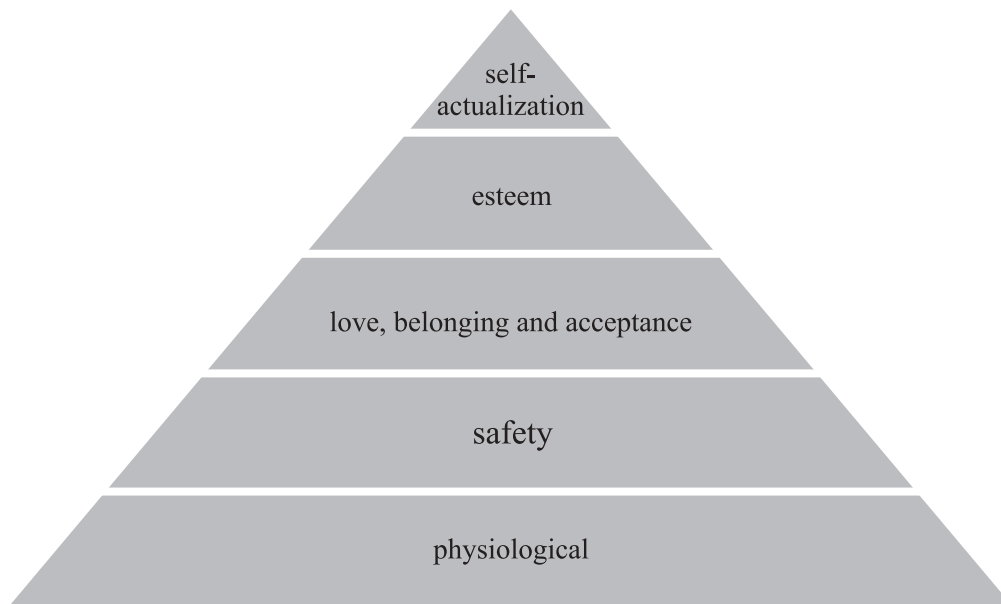 self-
actualization
esteem
love, belonging and acceptance
safety
physiological